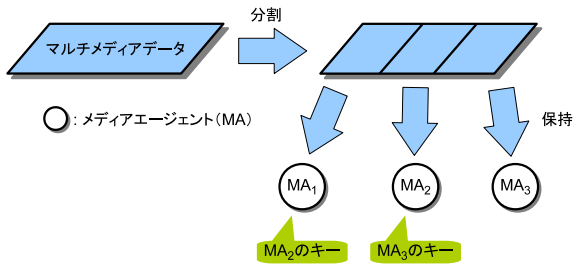 分割
マルチメディアデータ
○: メディアエージェント(MA)
保持
MA₁
MA₂
MA₃
MA₂のキー
MA₃のキー